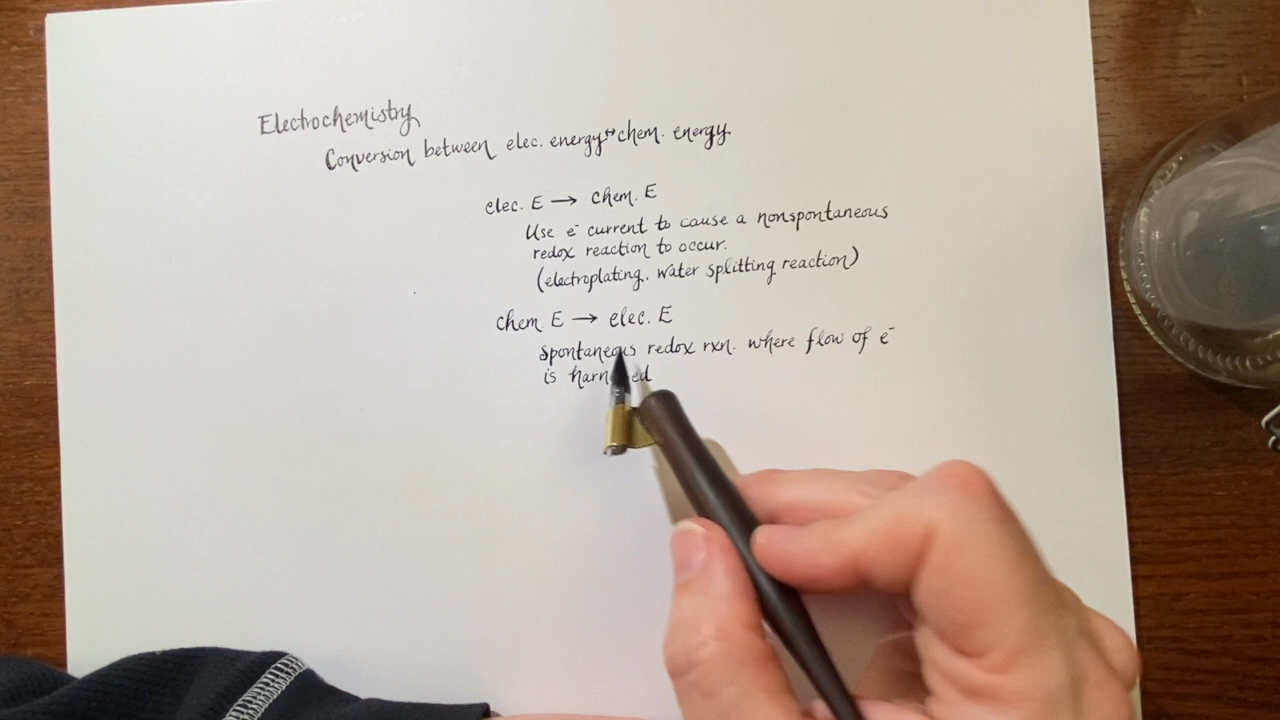 Electrochemistry
Conversion between elec. energy↔chem. energy
elec. E → chem. E
Use e⁻ current to cause a nonspontaneous
redox reaction to occur.
(electroplating, water splitting reaction)
chem. E → elec. E
spontaneous redox rxn. where flow of e⁻
is